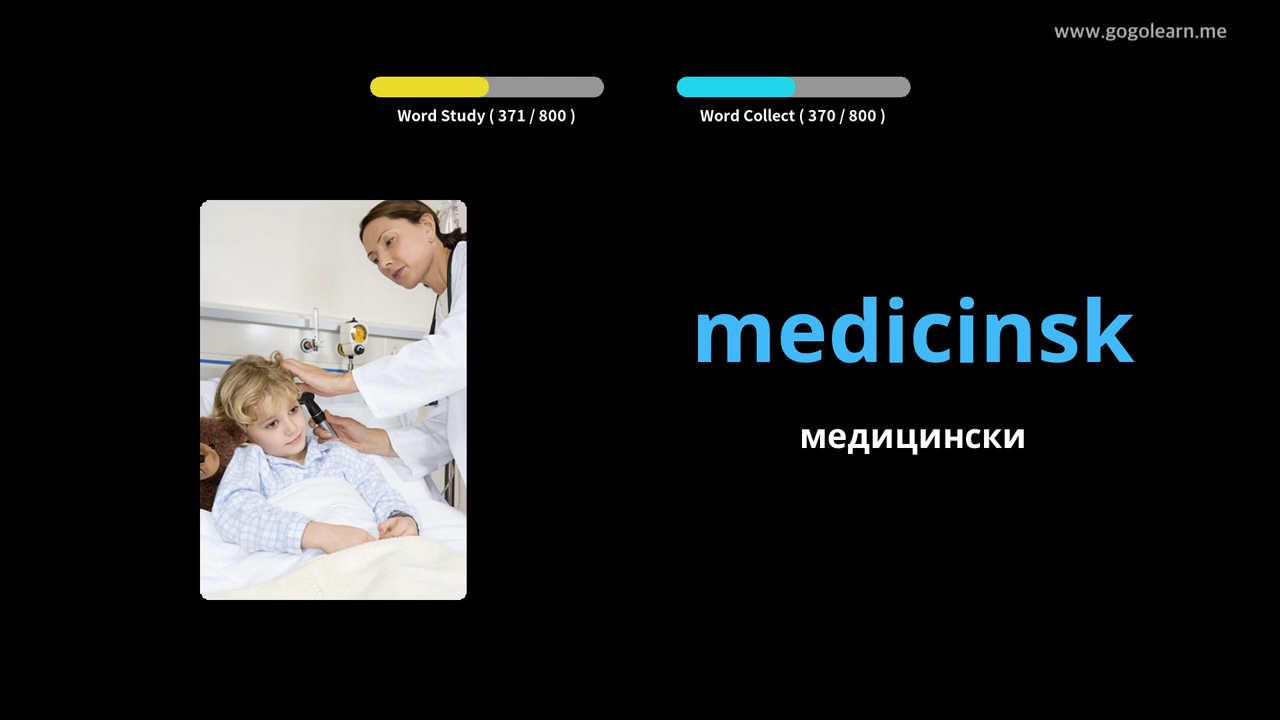 www.gogolearn.me
Word Study ( 371 / 800 )
Word Collect ( 370 / 800 )
medicinsk
медицински